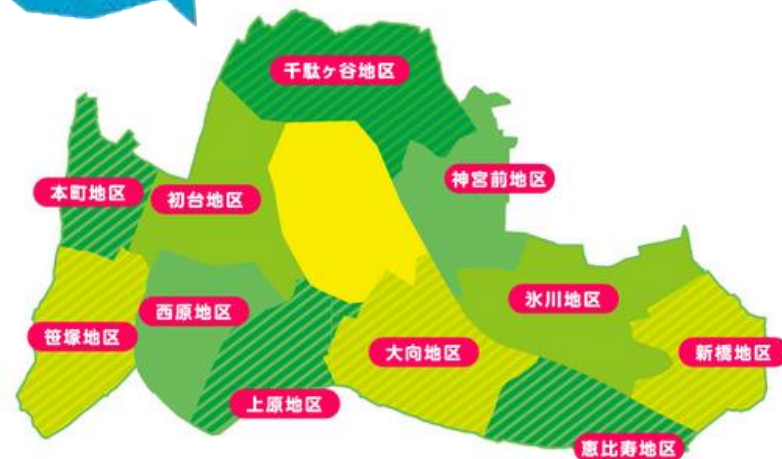 千駄ヶ谷地区
神宮前地区
本町地区
初台地区
氷川地区
西原地区
笹塚地区
大向地区
新橋地区
上原地区
恵比寿地区